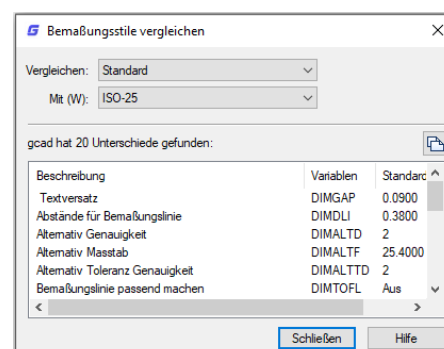 Bemaßungsstile vergleichen
Vergleichen: Standard
Mit (W): ISO-25
gcad hat 20 Unterschiede gefunden:
Beschreibung Variablen Standard
Textversatz DIMGAP 0.0900
Abstände für Bemaßungslinie DIMDLI 0.3800
Alternativ Genauigkeit DIMALTD 2
Alternativ Masstab DIMALTF 25.4000
Alternativ Toleranz Genauigkeit DIMALTTD 2
Bemaßungslinie passend machen DIMTOFL Aus
Schließen Hilfe